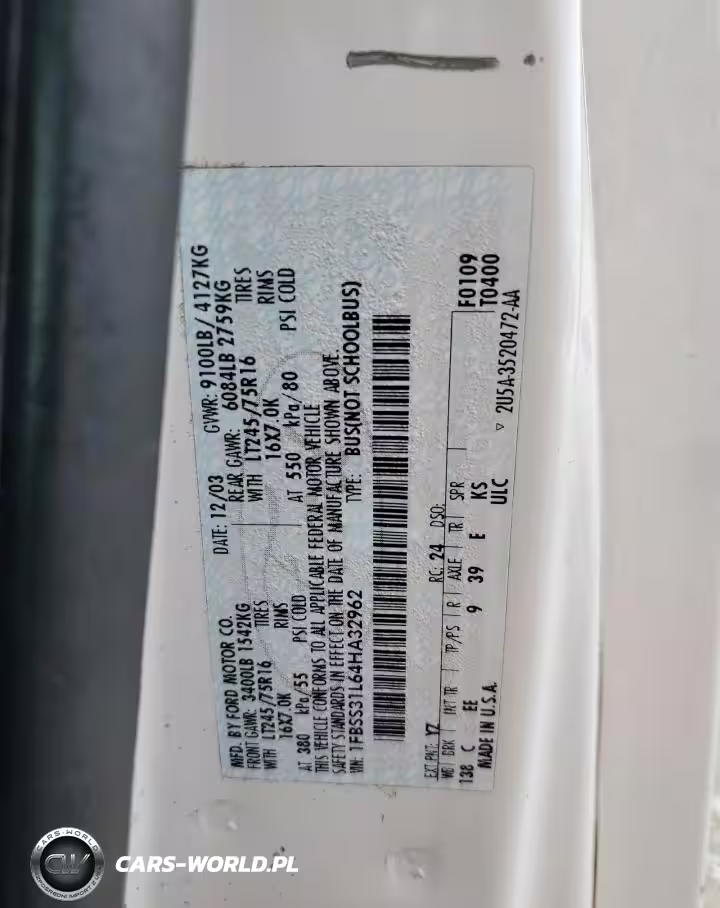 MFD. BY FORD MOTOR CO.
DATE: 12/03 GVWR: 9100LB / 4127KG
FRONT GAWR: 3400LB 1542KG REAR GAWR: 6084LB 2759KG
WITH LT245/75R16 TIRES WITH LT245/75R16 TIRES
16X7.0K RIMS 16X7.0K RIMS
AT 380 kPa/55 PSI COLD AT 550 kPa/80 PSI COLD
THIS VEHICLE CONFORMS TO ALL APPLICABLE FEDERAL MOTOR VEHICLE
SAFETY STANDARDS IN EFFECT ON THE DATE OF MANUFACTURE SHOWN ABOVE.
VIN: 1FBSS31L64HA32962 TYPE: BUS(NOT SCHOOLBUS)
EXT PNT: YZ RC: 24 DSO: F0109
WB BRK INT TR TP/PS R AXLE TR SPR T0400
138 C EE 9 39 E KS
MADE IN U.S.A. ULC
2U5A-3520472-AA
CARS-WORLD
CW
CARS-WORLD.PL